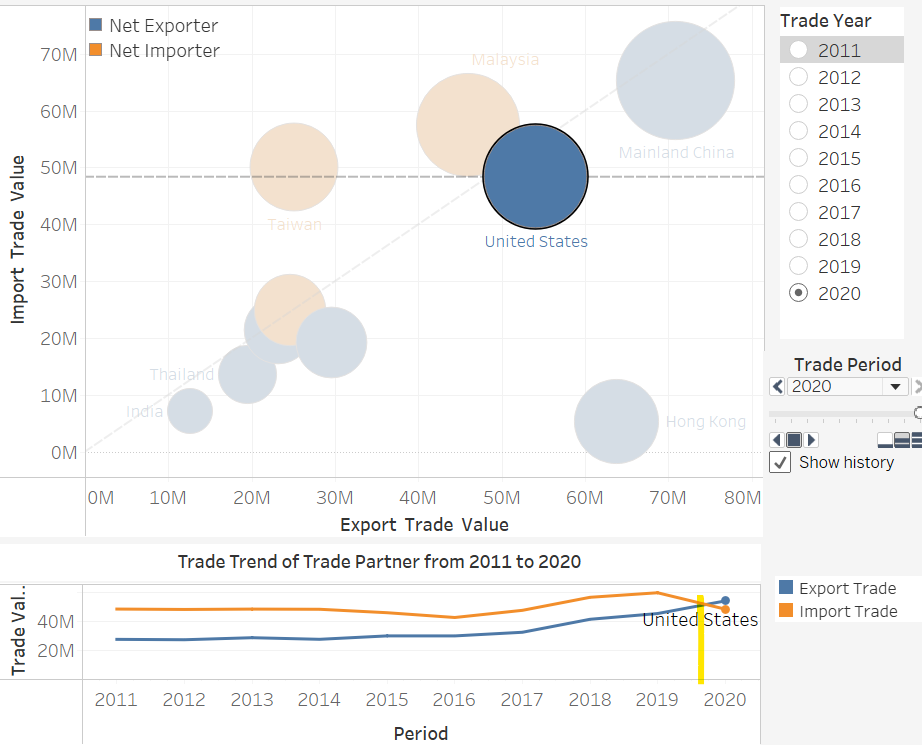 Net Exporter
Net Importer
Trade Year
2011
2012
2013
2014
2015
2016
2017
2018
2019
2020
70M
60M
50M
40M
30M
20M
10M
0M
Import Trade Value
Malaysia
Mainland China
Taiwan
United States
Thailand
India
Hong Kong
0M 10M 20M 30M 40M 50M 60M 70M 80M
Export Trade Value
Trade Period
2020
Show history
Trade Trend of Trade Partner from 2011 to 2020
Trade Val..
40M
20M
United States
2011 2012 2013 2014 2015 2016 2017 2018 2019 2020
Period
Export Trade
Import Trade